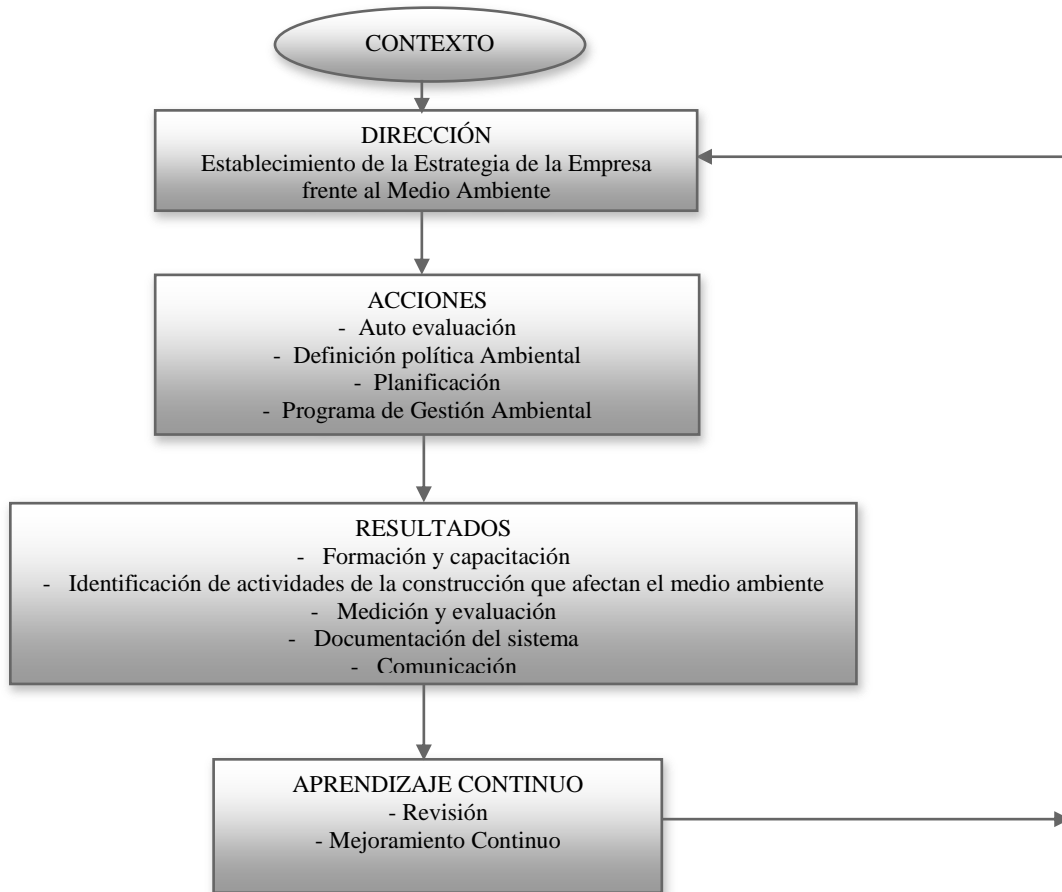 CONTEXTO
DIRECCIÓN
Establecimiento de la Estrategia de la Empresa
frente al Medio Ambiente
ACCIONES
- Auto evaluación
- Definición política Ambiental
- Planificación
- Programa de Gestión Ambiental
RESULTADOS
- Formación y capacitación
- Identificación de actividades de la construcción que afectan el medio ambiente
- Medición y evaluación
- Documentación del sistema
- Comunicación
APRENDIZAJE CONTINUO
- Revisión
- Mejoramiento Continuo